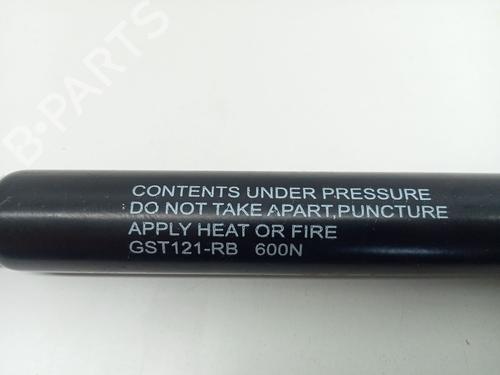 B-PARTS
CONTENTS UNDER PRESSURE
DO NOT TAKE APART,PUNCTURE
APPLY HEAT OR FIRE
GST121-RB 600N